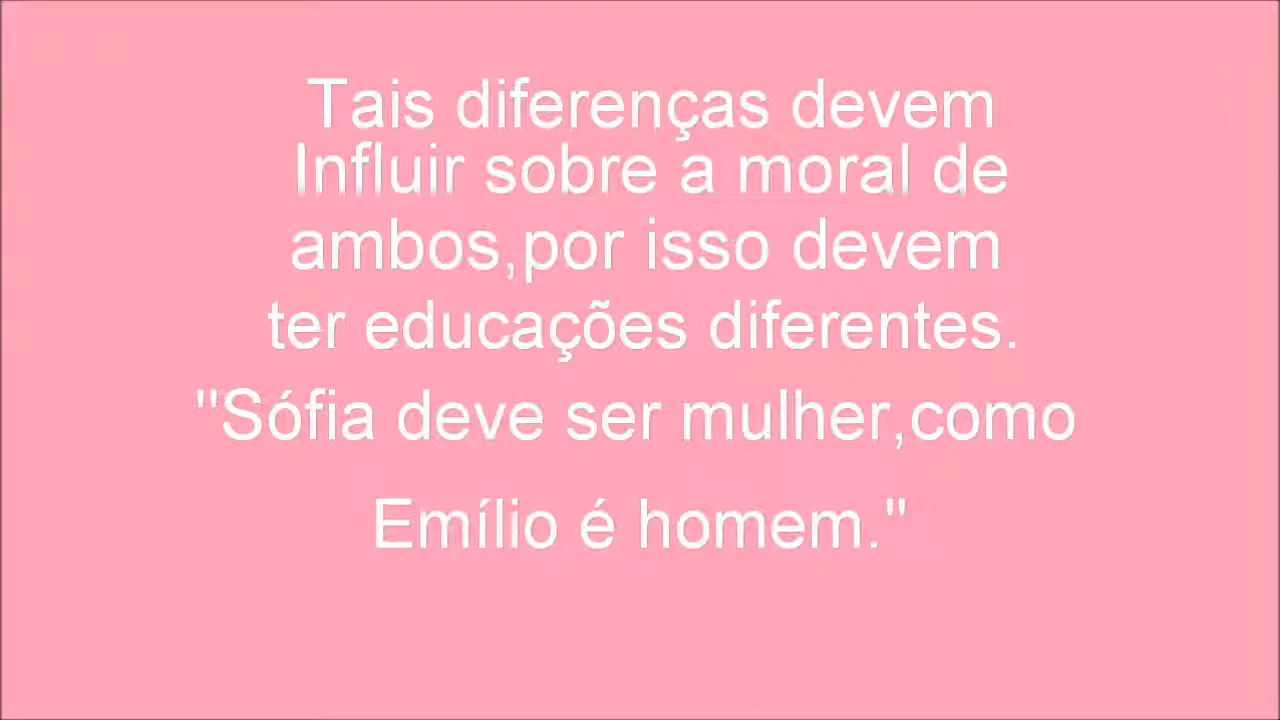 Tais diferenças devem
Influir sobre a moral de
ambos,por isso devem
ter educações diferentes.
"Sófia deve ser mulher,como
Emílio é homem."